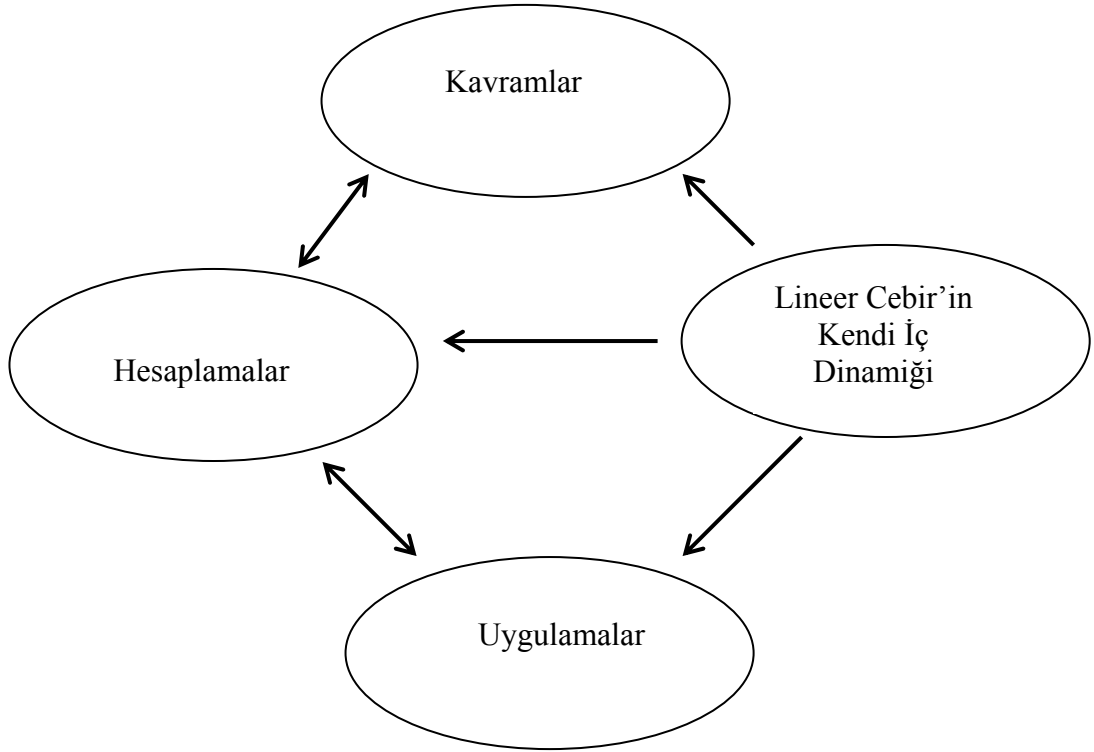 Kavramlar
Lineer Cebir’in
Kendi İç
Dinamiği
Hesaplamalar
Uygulamalar